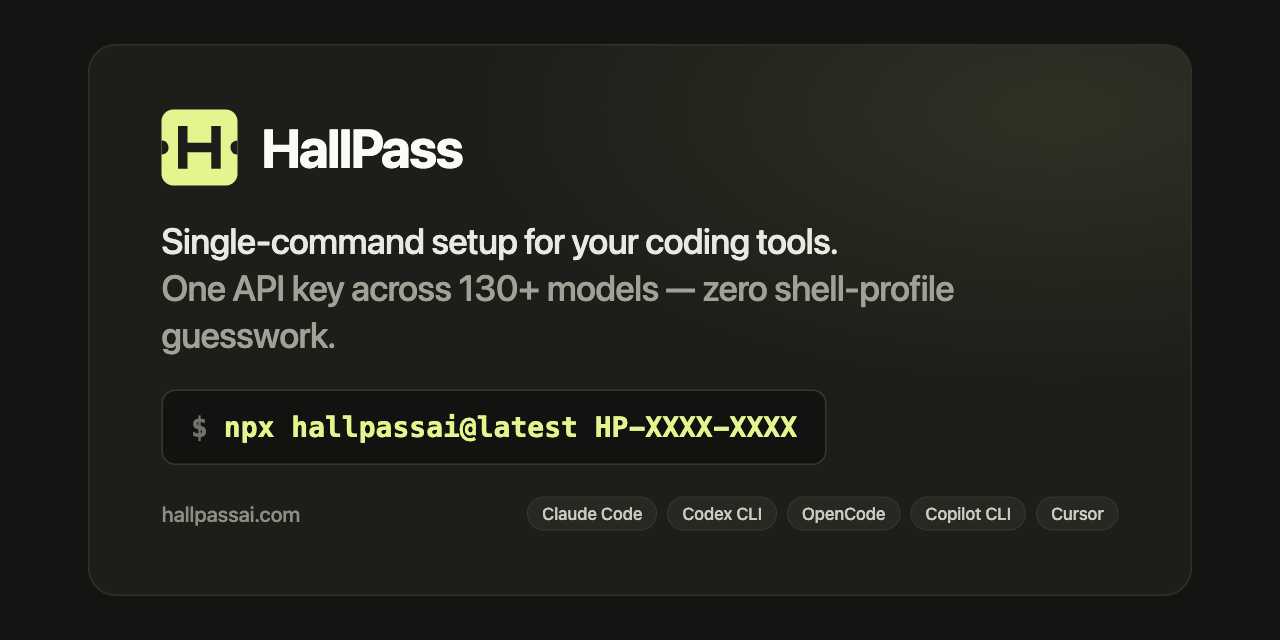 H HallPass
Single-command setup for your coding tools.
One API key across 130+ models — zero shell-profile
guesswork.
$ npx hallpassai@latest HP-XXXX-XXXX
hallpassai.com
Claude Code Codex CLI OpenCode Copilot CLI Cursor